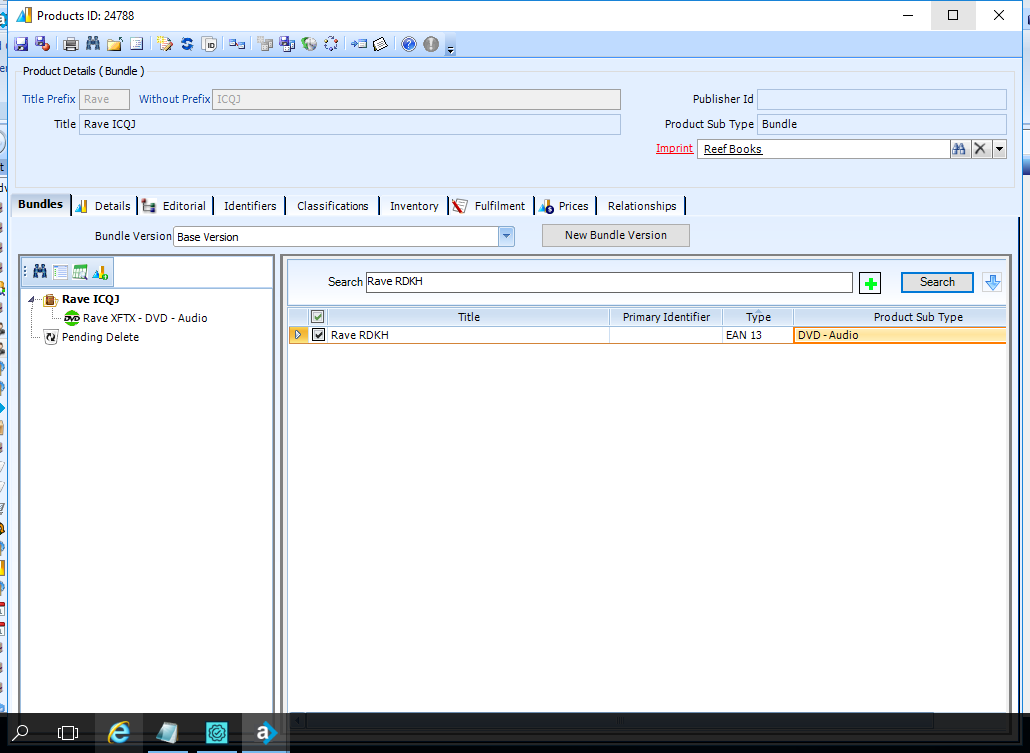 Products ID: 24788
Product Details ( Bundle )
Title Prefix Rave Without Prefix ICQJ Publisher Id
Title Rave ICQJ Product Sub Type Bundle
Imprint Reef Books
Bundles Details Editorial Identifiers Classifications Inventory Fulfilment Prices Relationships
Bundle Version Base Version New Bundle Version
Search Rave RDKH Search
Title Primary Identifier Type Product Sub Type
Rave RDKH EAN 13 DVD - Audio
Rave ICQJ
DVD Rave XFTX - DVD - Audio
Pending Delete